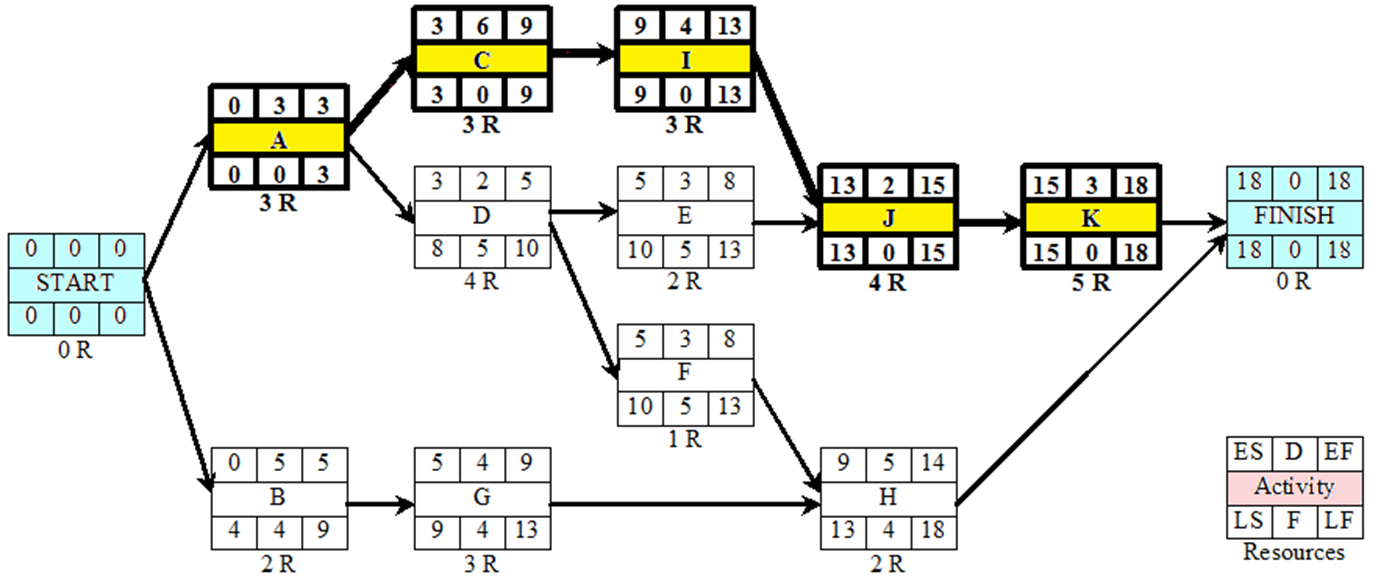 3 6 9
C
3 0 9
3 R
9 4 13
I
9 0 13
3 R
0 3 3
A
0 0 3
3 R
3 2 5
D
8 5 10
4 R
5 3 8
E
10 5 13
2 R
13 2 15
J
13 0 15
4 R
15 3 18
K
15 0 18
5 R
18 0 18
FINISH
18 0 18
0 R
0 0 0
START
0 0 0
0 R
5 3 8
F
10 5 13
1 R
0 5 5
B
4 4 9
2 R
5 4 9
G
9 4 13
3 R
9 5 14
H
13 4 18
2 R
ES D EF
Activity
LS F LF
Resources